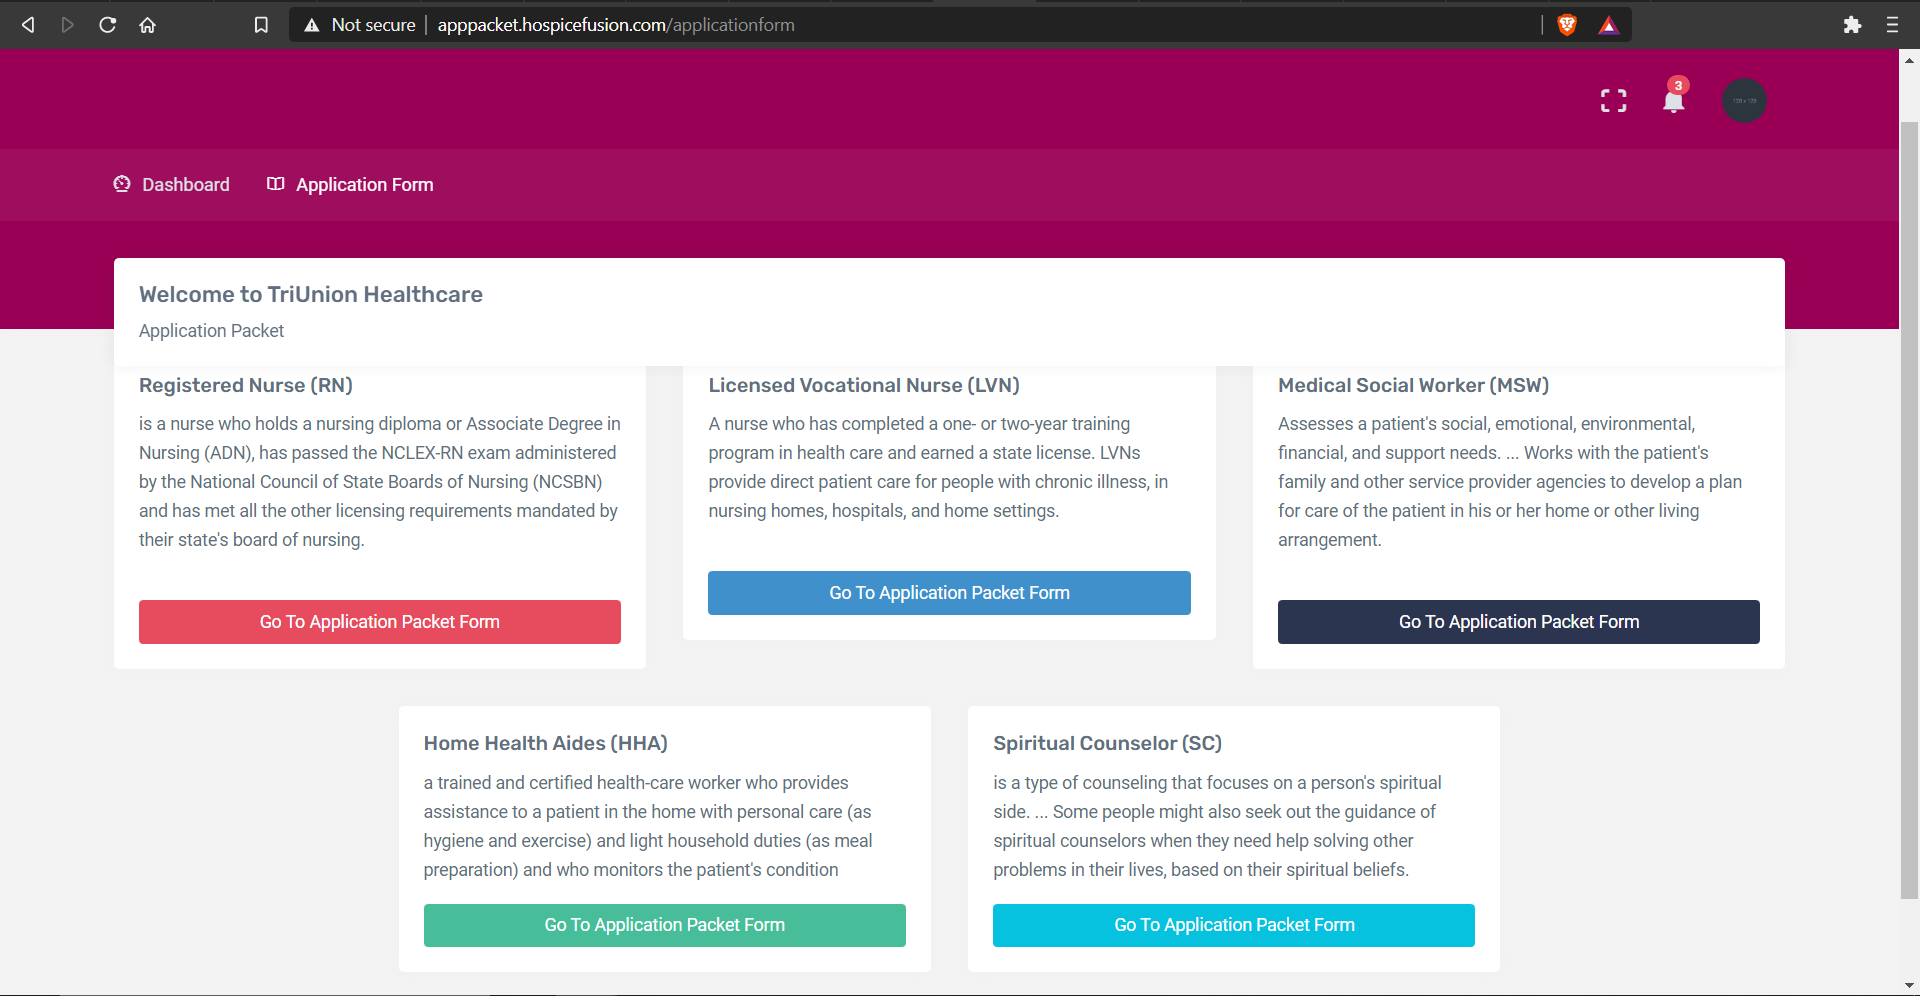 Not secure
apppacket.hospicefusion.com/applicationform
3
Dashboard
Application Form
Welcome to TriUnion Healthcare
Application Packet
Registered Nurse (RN)
is a nurse who holds a nursing diploma or Associate Degree in
Nursing (ADN), has passed the NCLEX-RN exam administered
by the National Council of State Boards of Nursing (NCSBN)
and has met all the other licensing requirements mandated by
their state's board of nursing.
Go To Application Packet Form
Licensed Vocational Nurse (LVN)
A nurse who has completed a one- or two-year training
program in health care and earned a state license. LVNs
provide direct patient care for people with chronic illness, in
nursing homes, hospitals, and home settings.
Go To Application Packet Form
Medical Social Worker (MSW)
Assesses a patient's social, emotional, environmental,
financial, and support needs. ... Works with the patient's
family and other service provider agencies to develop a plan
for care of the patient in his or her home or other living
arrangement.
Go To Application Packet Form
Home Health Aides (HHA)
a trained and certified health-care worker who provides
assistance to a patient in the home with personal care (as
hygiene and exercise) and light household duties (as meal
preparation) and who monitors the patient's condition
Go To Application Packet Form
Spiritual Counselor (SC)
is a type of counseling that focuses on a person's spiritual
side. ... Some people might also seek out the guidance of
spiritual counselors when they need help solving other
problems in their lives, based on their spiritual beliefs.
Go To Application Packet Form